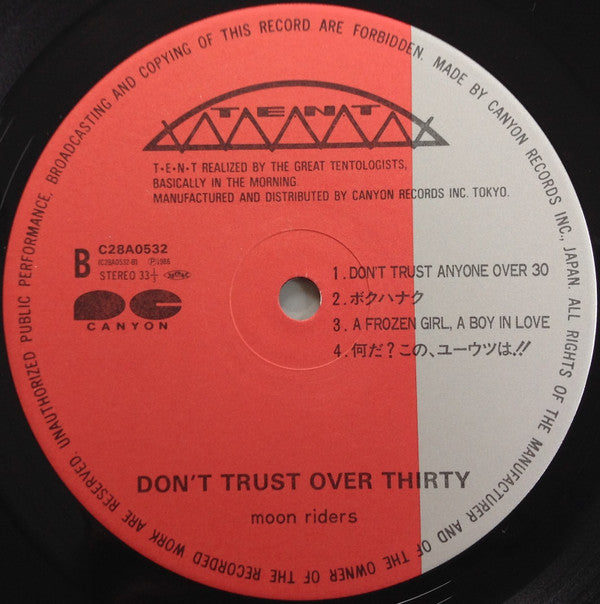 UNAUTHORIZED PUBLIC PERFORMANCE, BROADCASTING AND COPYING OF THIS RECORD ARE FORBIDDEN. MADE BY CANYON RECORDS INC., JAPAN. ALL RIGHTS OF THE MANUFACTURER AND OF THE OWNER OF THE RECORDED WORK ARE RESERVED.
TENT
T•E•N•T REALIZED BY THE GREAT TENTOLOGISTS,
BASICALLY IN THE MORNING.
MANUFACTURED AND DISTRIBUTED BY CANYON RECORDS INC. TOKYO.
B
C28A0532
(C28A0532-B) ℗1986
STEREO 33⅓
CANYON
1. DON'T TRUST ANYONE OVER 30
2. ボクハナク
3. A FROZEN GIRL, A BOY IN LOVE
4. 何だ?この、ユーウツは!!
DON'T TRUST OVER THIRTY
moon riders